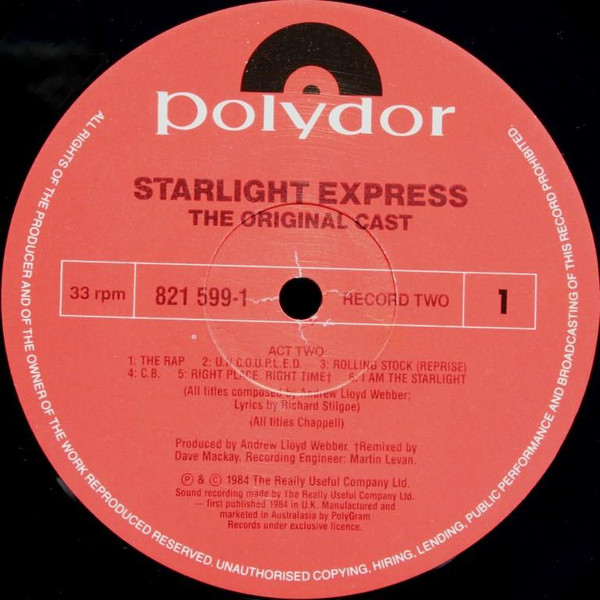 polydor
STARLIGHT EXPRESS
THE ORIGINAL CAST
33 rpm 821 599-1 RECORD TWO 1
ACT TWO:
1: THE RAP 2: U.N.C.O.U.P.L.E.D. 3: ROLLING STOCK (REPRISE)
4: C.B. 5: RIGHT PLACE, RIGHT TIME† 6: I AM THE STARLIGHT
(All titles composed by Andrew Lloyd Webber;
Lyrics by Richard Stilgoe)
(All titles Chappell)
Produced by Andrew Lloyd Webber. †Remixed by
Dave Mackay. Recording Engineer: Martin Levan.
Ⓟ & © 1984 The Really Useful Company Ltd.
Sound recording made by The Really Useful Company Ltd.
— first published 1984 in U.K. Manufactured and
marketed in Australasia by PolyGram
Records under exclusive licence.
ALL RIGHTS OF THE PRODUCER AND OF THE OWNER OF THE WORK REPRODUCED RESERVED. UNAUTHORISED COPYING, HIRING, LENDING, PUBLIC PERFORMANCE AND BROADCASTING OF THIS RECORD PROHIBITED.